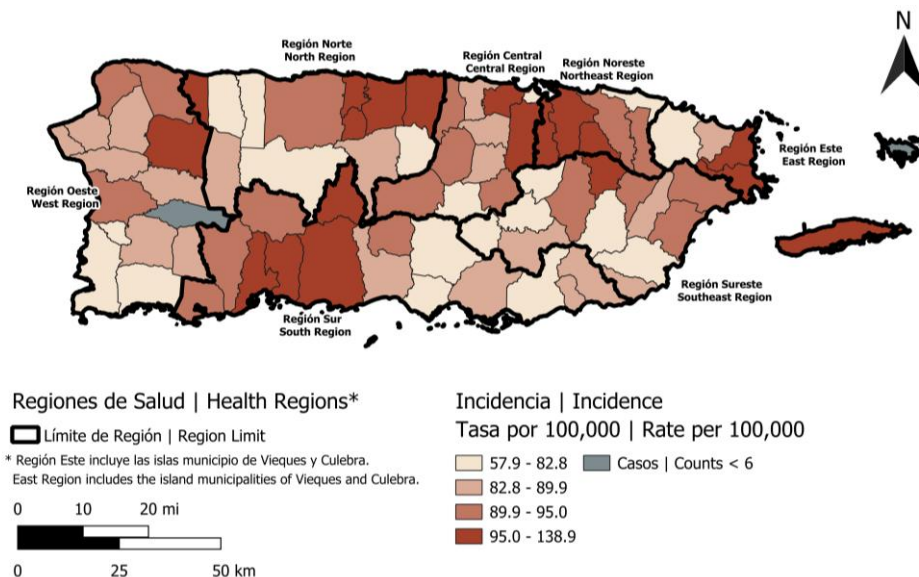 N
Región Norte
North Region
Región Central
Central Region
Región Noreste
Northeast Region
Región Este
East Region
Región Oeste
West Region
Región Sureste
Southeast Region
Región Sur
South Region
Regiones de Salud | Health Regions*
Límite de Región | Region Limit
* Región Este incluye las islas municipio de Vieques y Culebra.
East Region includes the island municipalities of Vieques and Culebra.
0 10 20 mi
0 25 50 km
Incidencia | Incidence
Tasa por 100,000 | Rate per 100,000
57.9 - 82.8 Casos | Counts < 6
82.8 - 89.9
89.9 - 95.0
95.0 - 138.9